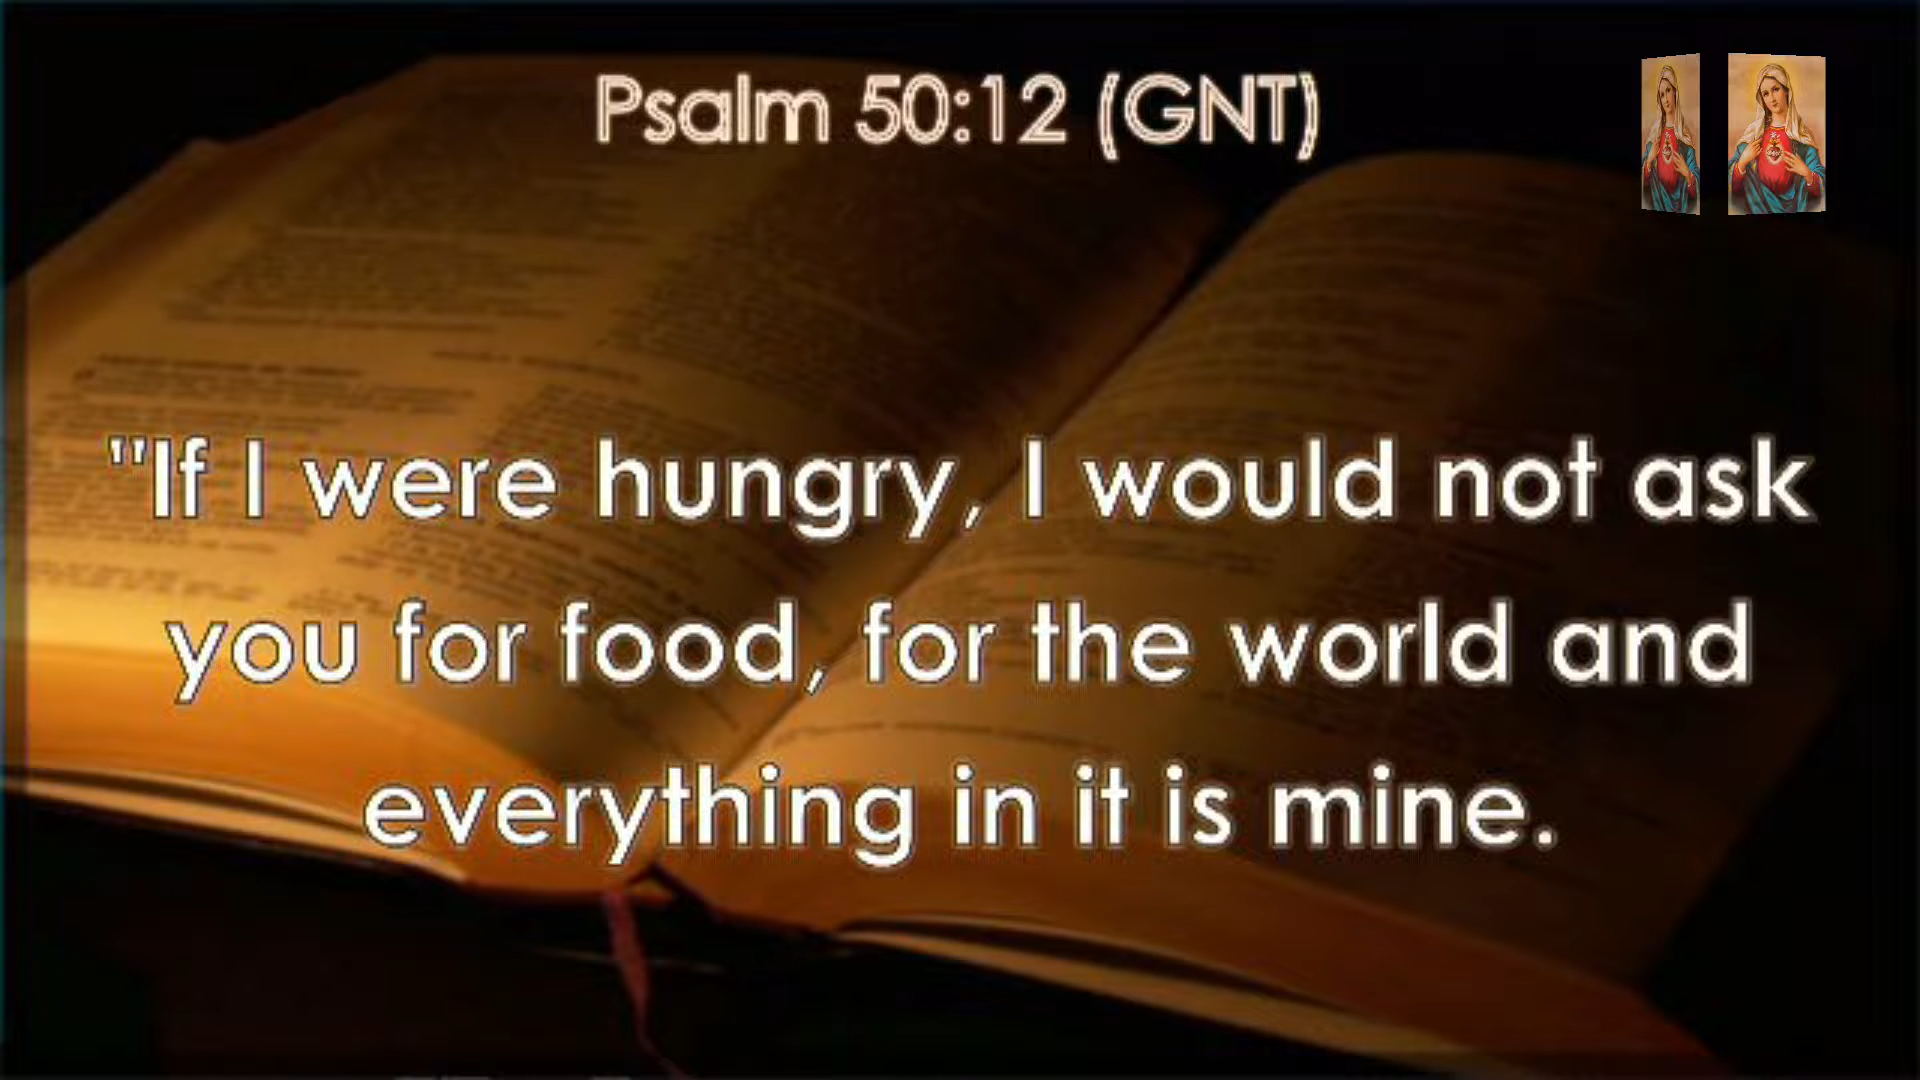 Psalm 50:12 (GNT)
"If I were hungry, I would not ask
you for food, for the world and
everything in it is mine.